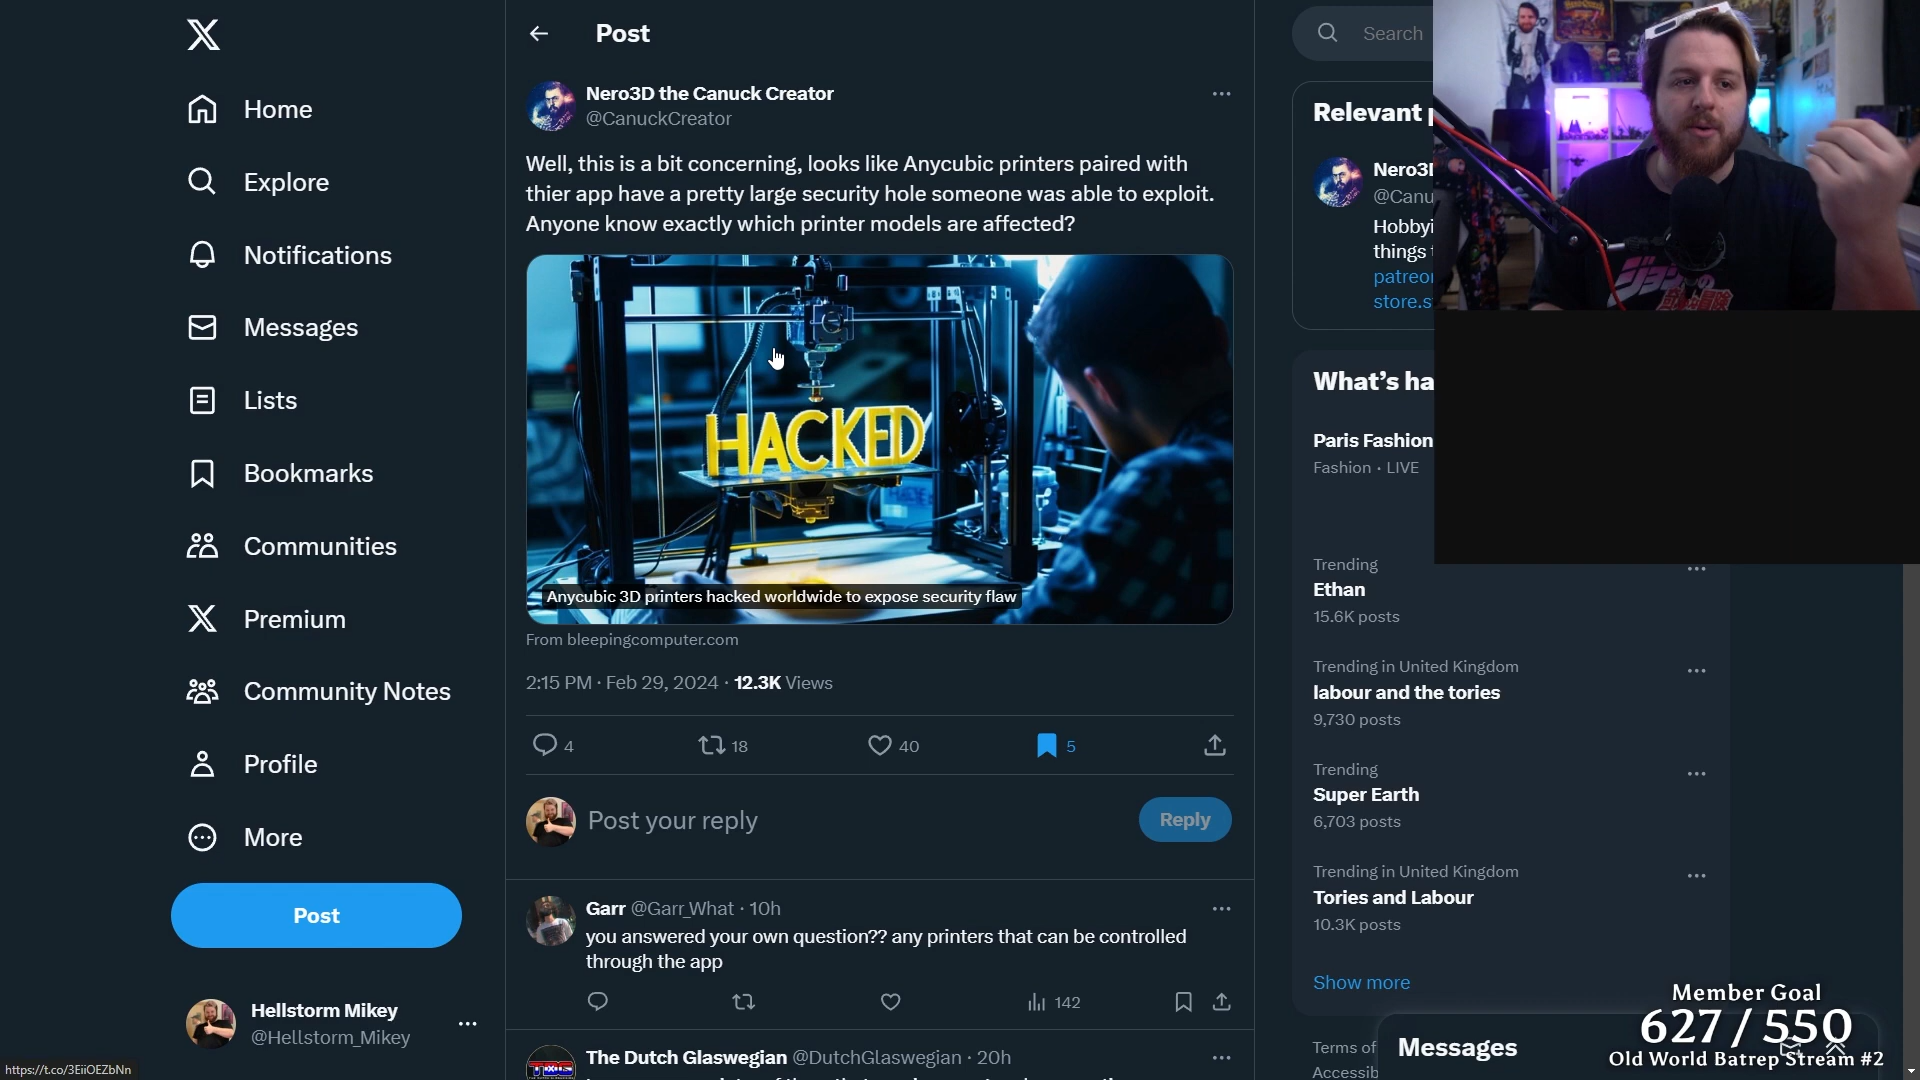 Home
Explore
Notifications
Messages
Lists
Bookmarks
Communities
Premium
Community Notes
Profile
More
Post
Hellstorm Mikey
@Hellstorm_Mikey
https://t.co/3EiiOEZbNn
Post
Nero3D the Canuck Creator
@CanuckCreator
Well, this is a bit concerning, looks like Anycubic printers paired with
thier app have a pretty large security hole someone was able to exploit.
Anyone know exactly which printer models are affected?
HACKED
Anycubic 3D printers hacked worldwide to expose security flaw
From bleepingcomputer.com
2:15 PM · Feb 29, 2024 · 12.3K Views
4
18
40
5
Post your reply
Reply
Garr @Garr_What · 10h
you answered your own question?? any printers that can be controlled
through the app
142
The Dutch Glaswegian @DutchGlaswegian · 20h
Search
Relevant
Nero3D
@Canu
Hobbyi
things
patreo
store.s
What's ha
Paris Fashion
Fashion · LIVE
Trending
Ethan
15.6K posts
Trending in United Kingdom
labour and the tories
9,730 posts
Trending
Super Earth
6,703 posts
Trending in United Kingdom
Tories and Labour
10.3K posts
Show more
Terms of
Accessib
Messages
Member Goal
627 / 550
Old World Batrep Stream #2